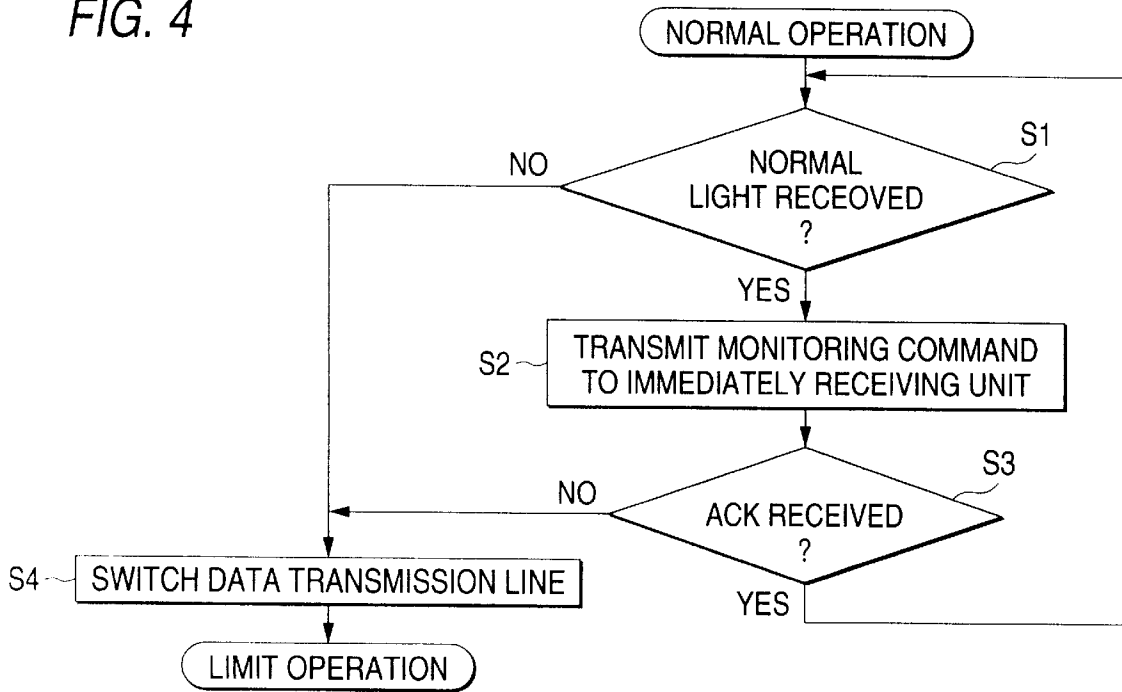 FIG. 4
NORMAL OPERATION
S1
NO
NORMAL
LIGHT RECEOVED
?
YES
S2
TRANSMIT MONITORING COMMAND
TO IMMEDIATELY RECEIVING UNIT
S3
NO
ACK RECEIVED
?
YES
S4
SWITCH DATA TRANSMISSION LINE
LIMIT OPERATION